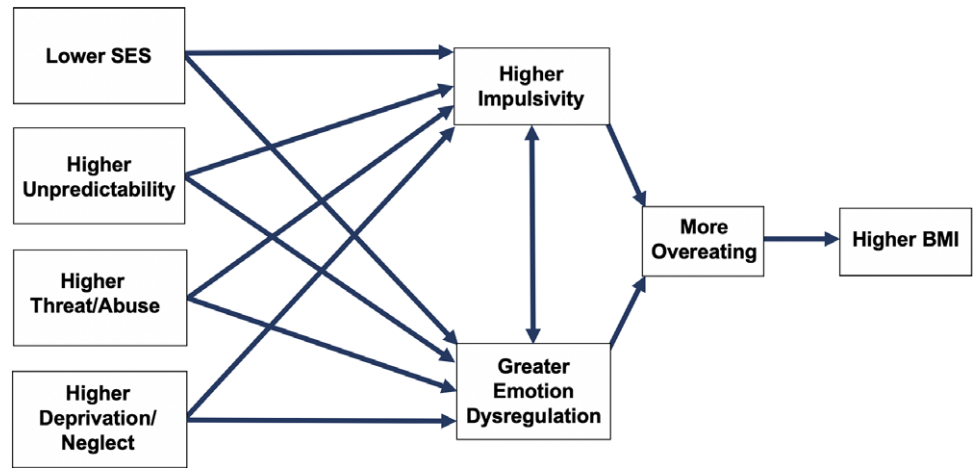 Lower SES
Higher
Unpredictability
Higher
Threat/Abuse
Higher
Deprivation/
Neglect
Higher
Impulsivity
Greater
Emotion
Dysregulation
More
Overeating
Higher BMI